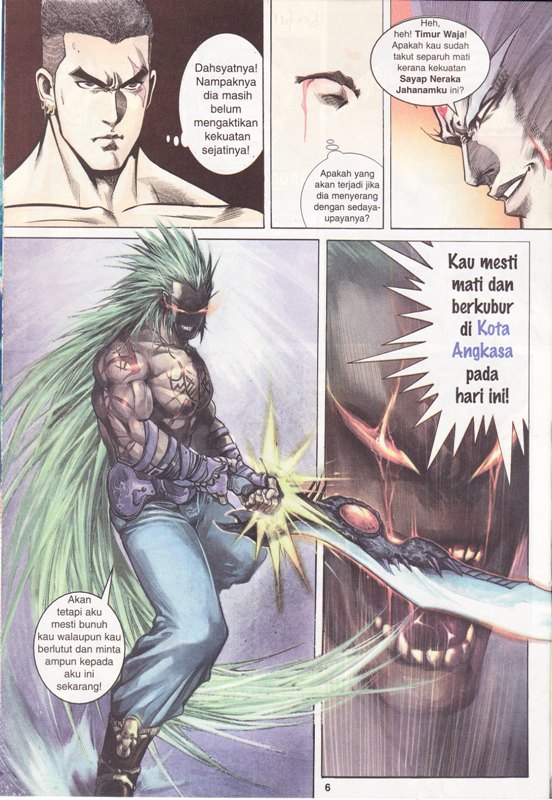 Dahsyatnya!
Nampaknya
dia masih
belum
mengaktikan
kekuatan
sejatinya!
Apakah yang
akan terjadi jika
dia menyerang
dengan sedaya-
upayanya?
Heh,
heh! Timur Waja!
Apakah kau sudah
takut separuh mati
kerana kekuatan
Sayap Neraka
Jahanamku ini?
Akan
tetapi aku
mesti bunuh
kau walaupun kau
berlutut dan minta
ampun kepada
aku ini
sekarang!
Kau mesti
mati dan
berkubur
di Kota
Angkasa
pada
hari ini!
6